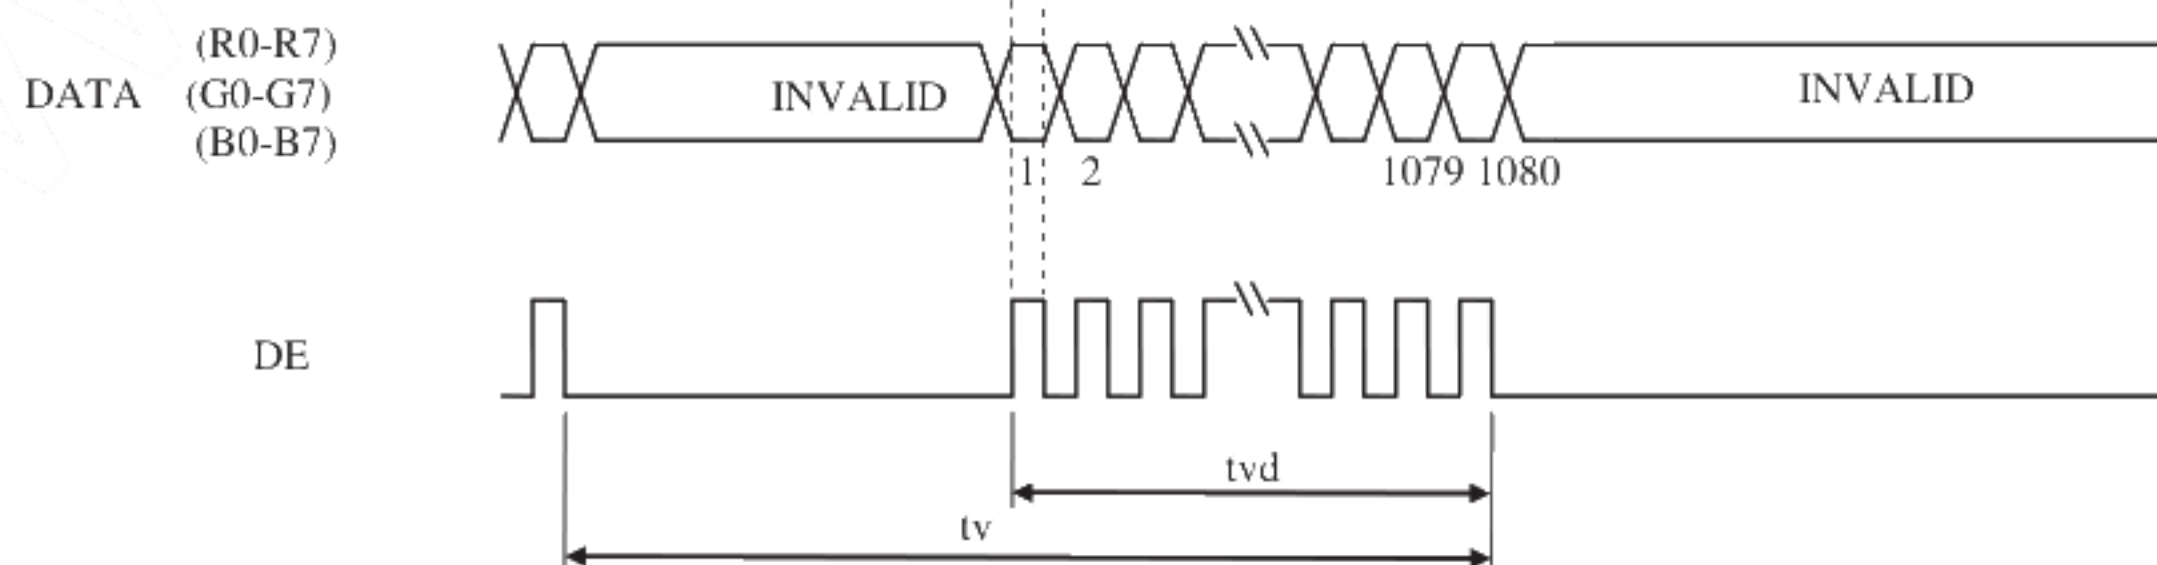 (R0-R7)
DATA (G0-G7) INVALID INVALID
(B0-B7)
1 2 1079 1080
DE
tvd
tv